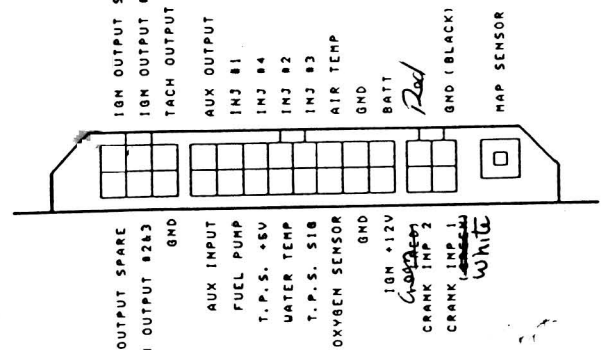 IGN OUTPUT
IGN OUTPUT
TACH OUTPUT
AUX OUTPUT
INJ #1
INJ #4
INJ #2
INJ #3
AIR TEMP
GND
BATT
Red
GND (BLACK)
MAP SENSOR
OUTPUT SPARE
OUTPUT #2&3
GND
AUX INPUT
FUEL PUMP
T.P.S. +5V
WATER TEMP
T.P.S. SIG
OXYGEN SENSOR
GND
IGN +12V
CRANK IMP 2
CRANK IMP 1
White